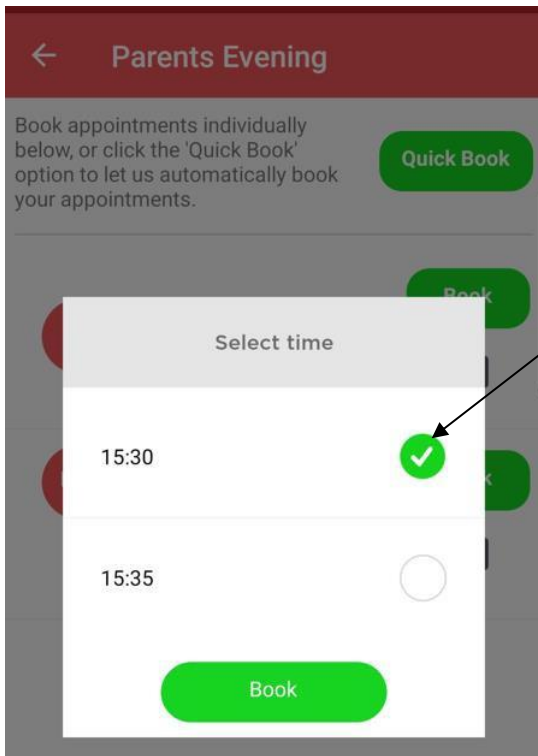 Parents Evening
Book appointments individually
below, or click the 'Quick Book'
option to let us automatically book
your appointments.
Quick Book
Book
Select time
15:30
15:35
Book